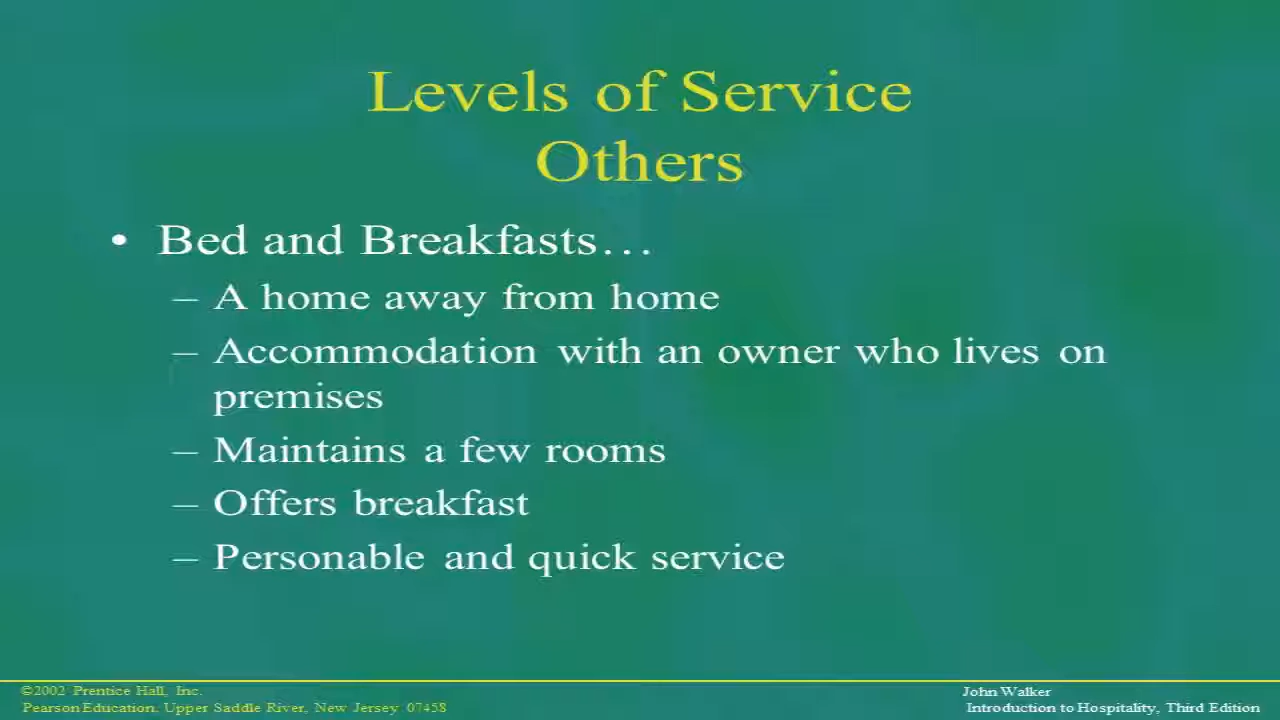 Levels of Service
Others
• Bed and Breakfasts…
– A home away from home
– Accommodation with an owner who lives on
premises
– Maintains a few rooms
– Offers breakfast
– Personable and quick service
©2002 Prentice Hall, Inc.
Pearson Education, Upper Saddle River, New Jersey 07458
John Walker
Introduction to Hospitality, Third Edition